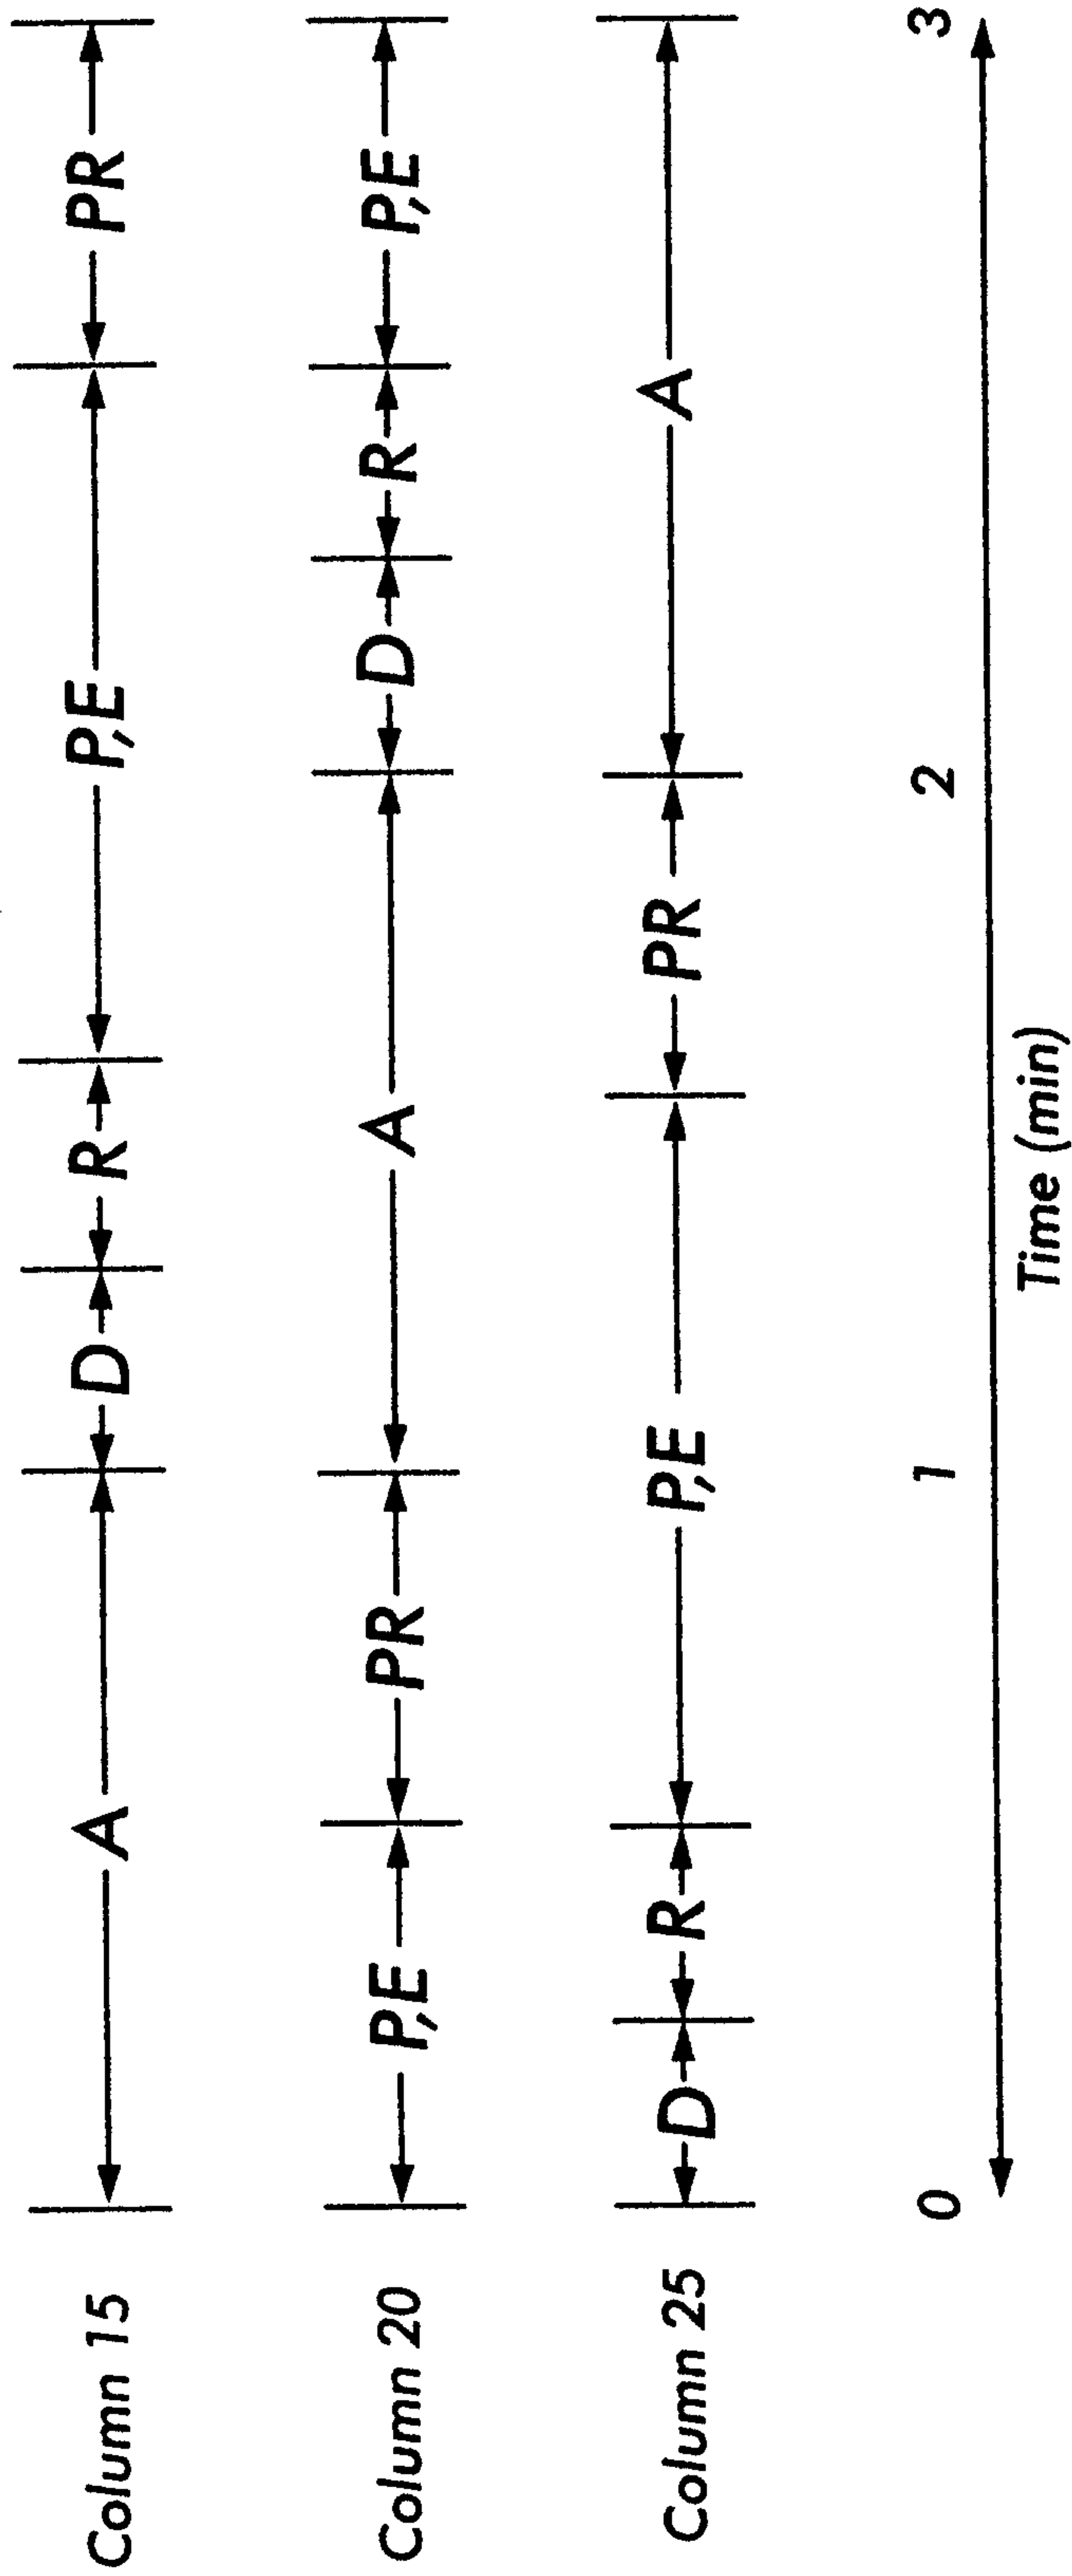 Column 15 A D R P,E PR
Column 20 P,E PR A D R P,E
Column 25 D R P,E PR A
0 1 2 3
Time (min)